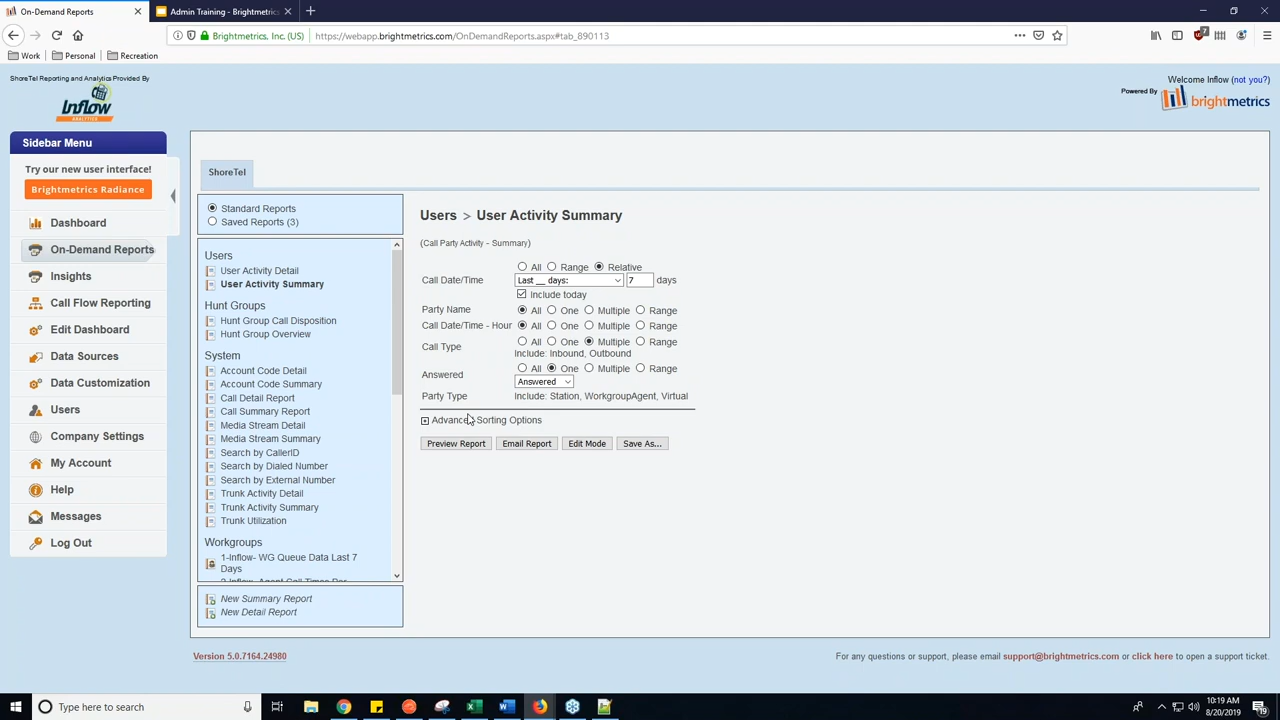 On-Demand Reports
Admin Training - Brightmetrics
Brightmetrics, Inc. (US)
https://webapp.brightmetrics.com/OnDemandReports.aspx#tab_890113
Work
Personal
Recreation
ShoreTel Reporting and Analytics Provided By
Inflow
ANALYTICS
Welcome Inflow (not you?)
Powered By
brightmetrics
Sidebar Menu
Try our new user interface!
Brightmetrics Radiance
Dashboard
On-Demand Reports
Insights
Call Flow Reporting
Edit Dashboard
Data Sources
Data Customization
Users
Company Settings
My Account
Help
Messages
Log Out
ShoreTel
Standard Reports
Saved Reports (3)
Users
User Activity Detail
User Activity Summary
Hunt Groups
Hunt Group Call Disposition
Hunt Group Overview
System
Account Code Detail
Account Code Summary
Call Detail Report
Call Summary Report
Media Stream Detail
Media Stream Summary
Search by CallerID
Search by Dialed Number
Search by External Number
Trunk Activity Detail
Trunk Activity Summary
Trunk Utilization
Workgroups
1-Inflow- WG Queue Data Last 7
Days
2-Inflow- Agent Call Times Per
New Summary Report
New Detail Report
Users > User Activity Summary
(Call Party Activity - Summary)
All Range Relative
Call Date/Time Last __ days: 7 days
Include today
Party Name All One Multiple Range
Call Date/Time - Hour All One Multiple Range
Call Type All One Multiple Range
Include: Inbound, Outbound
Answered All One Multiple Range
Answered
Party Type Include: Station, WorkgroupAgent, Virtual
Advanced Sorting Options
Preview Report Email Report Edit Mode Save As...
Version 5.0.7164.24980
For any questions or support, please email support@brightmetrics.com or click here to open a support ticket.
Type here to search
10:19 AM
8/20/2019